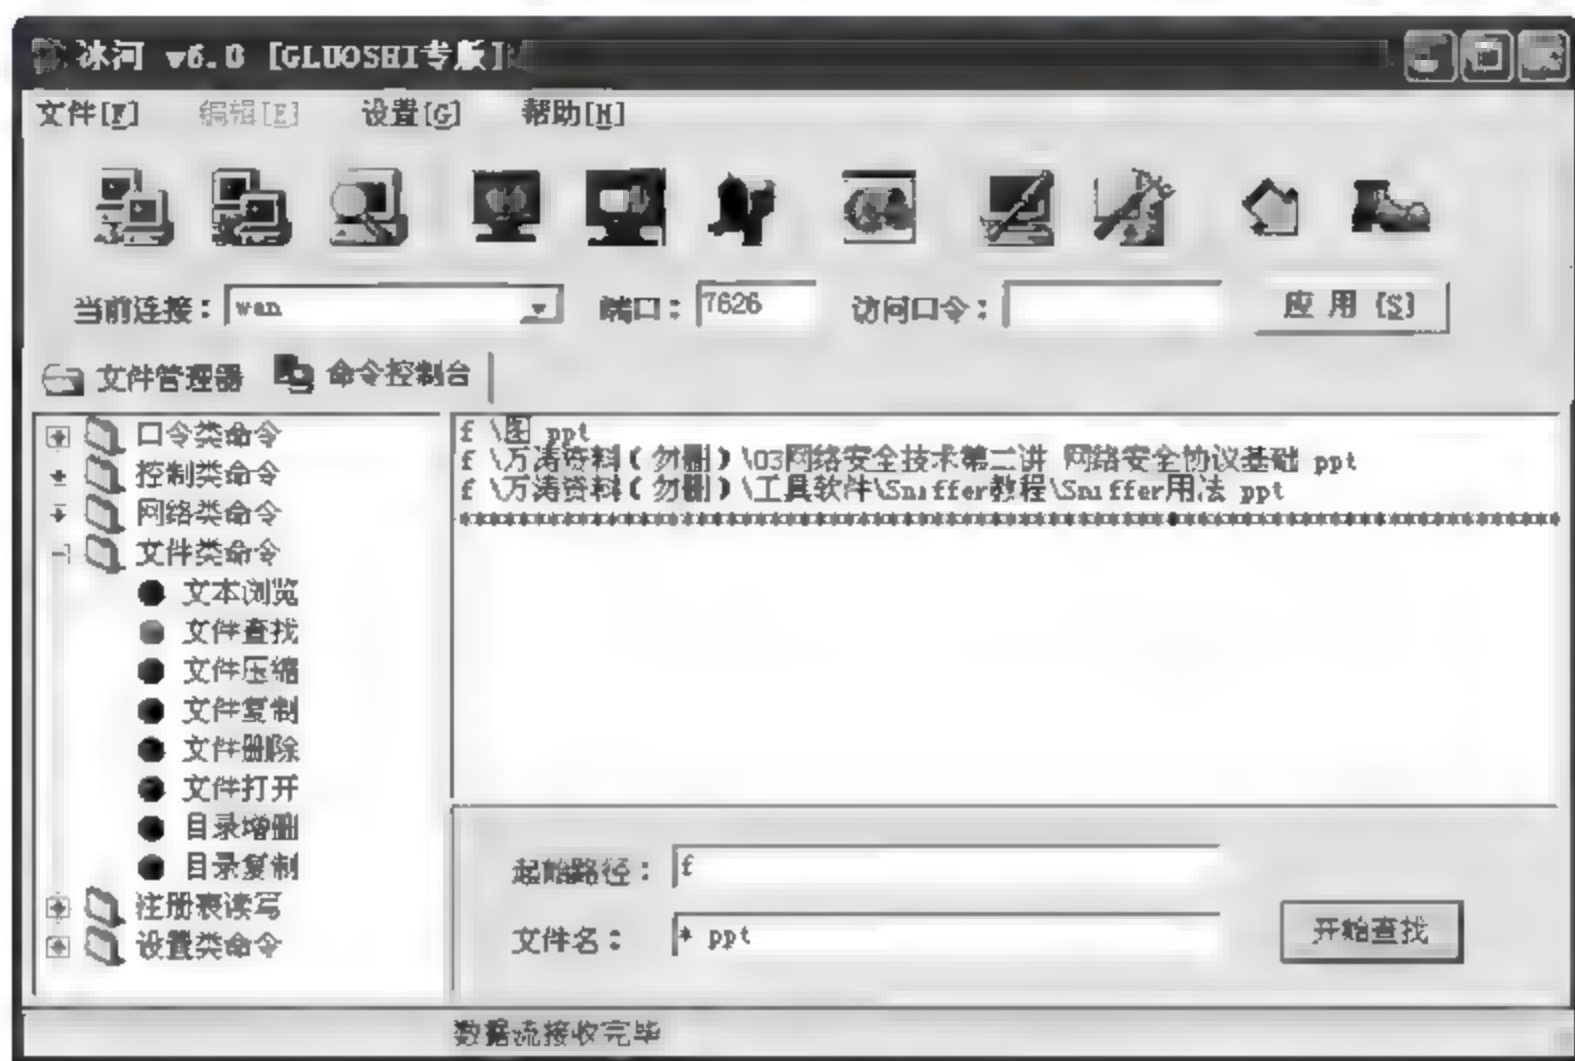 冰河 v6.0 [GLUOSHI专版]
文件[F] 编辑[E] 设置[G] 帮助[H]
当前连接： wan 端口： 7626 访问口令： 应 用 [S]
文件管理器 命令控制台
口令类命令
控制类命令
网络类命令
文件类命令
文本浏览
文件查找
文件压缩
文件复制
文件删除
文件打开
目录增删
目录复制
注册表读写
设置类命令
f \图 ppt
f \万涛资料(勿删)\03网络安全技术第二讲 网络安全协议基础 ppt
f \万涛资料(勿删)\工具软件\Sniffer教程\Sniffer用法 ppt
起始路径： f
文件名： * ppt
开始查找
数据流接收完毕